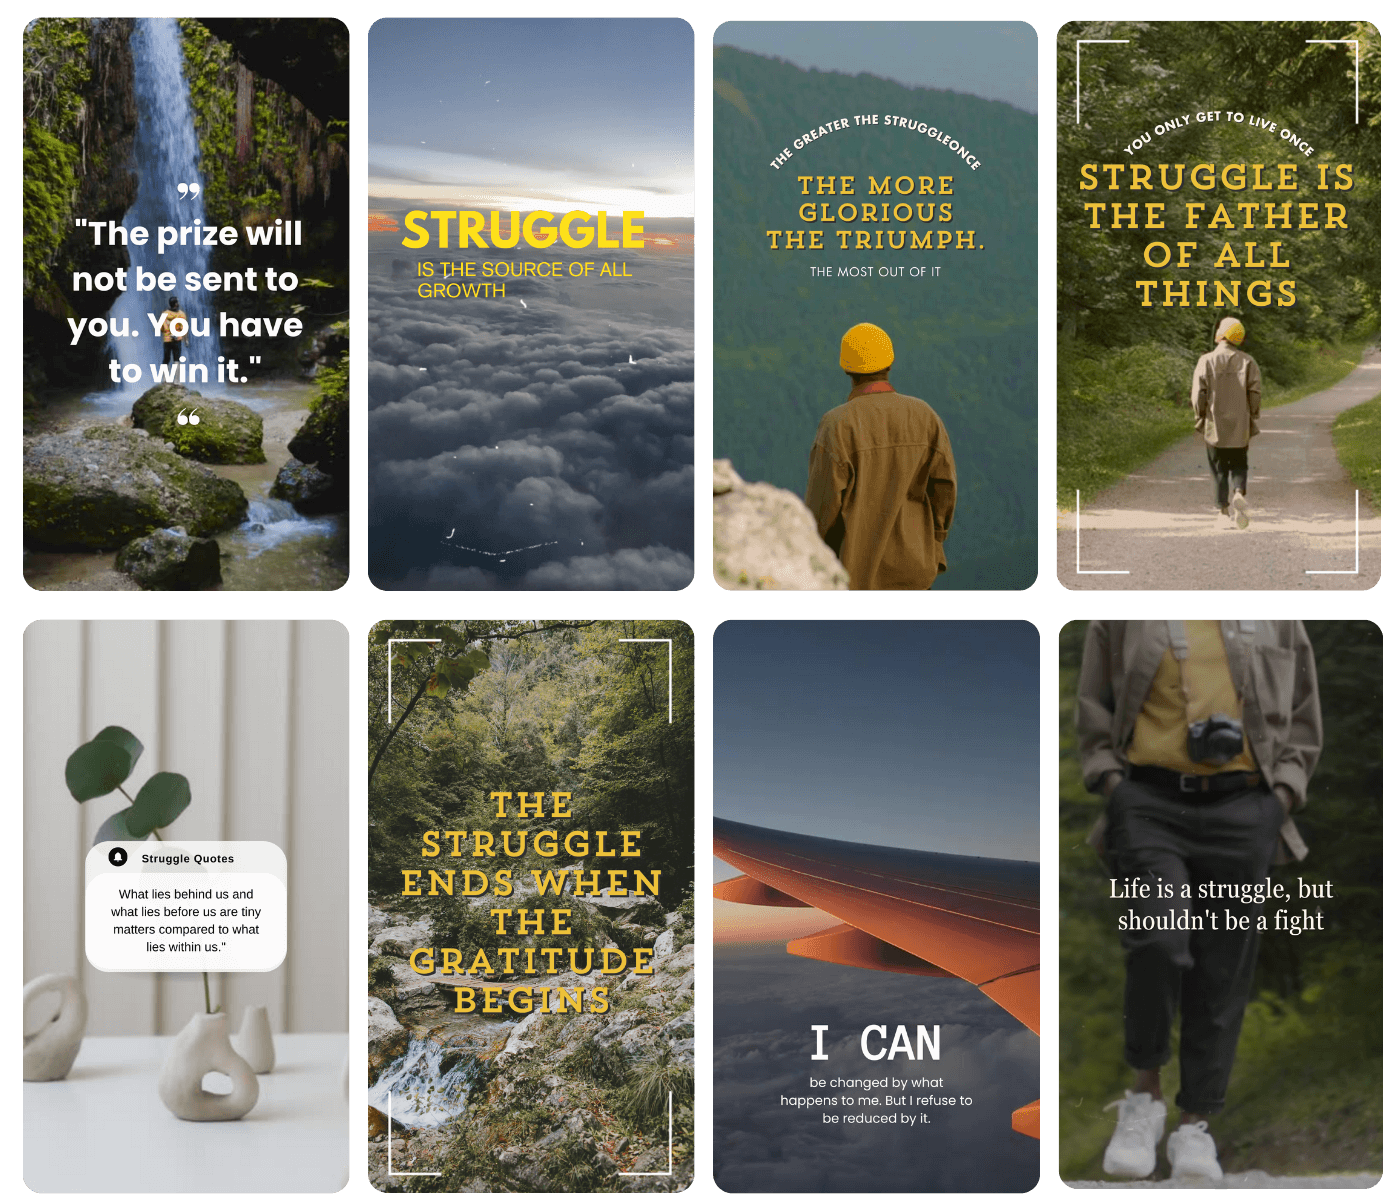 ”
"The prize will
not be sent to
you. You have
to win it."
“
STRUGGLE
IS THE SOURCE OF ALL
GROWTH
THE GREATER THE STRUGGLEONCE
THE MORE
GLORIOUS
THE TRIUMPH.
THE MOST OUT OF IT
YOU ONLY GET TO LIVE ONCE
STRUGGLE IS
THE FATHER
OF ALL
THINGS
Struggle Quotes
What lies behind us and
what lies before us are tiny
matters compared to what
lies within us."
THE
STRUGGLE
ENDS WHEN
THE
GRATITUDE
BEGINS
I CAN
be changed by what
happens to me. But I refuse to
be reduced by it.
Life is a struggle, but
shouldn't be a fight